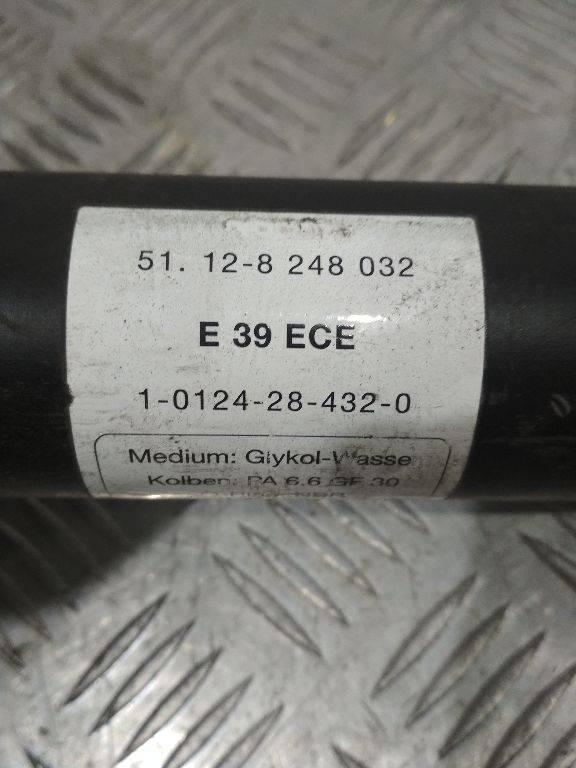 51. 12-8 248 032
E 39 ECE
1-0124-28-432-0
Medium: Glykol-Wasse
Kolben: PA 6.6 GF 30